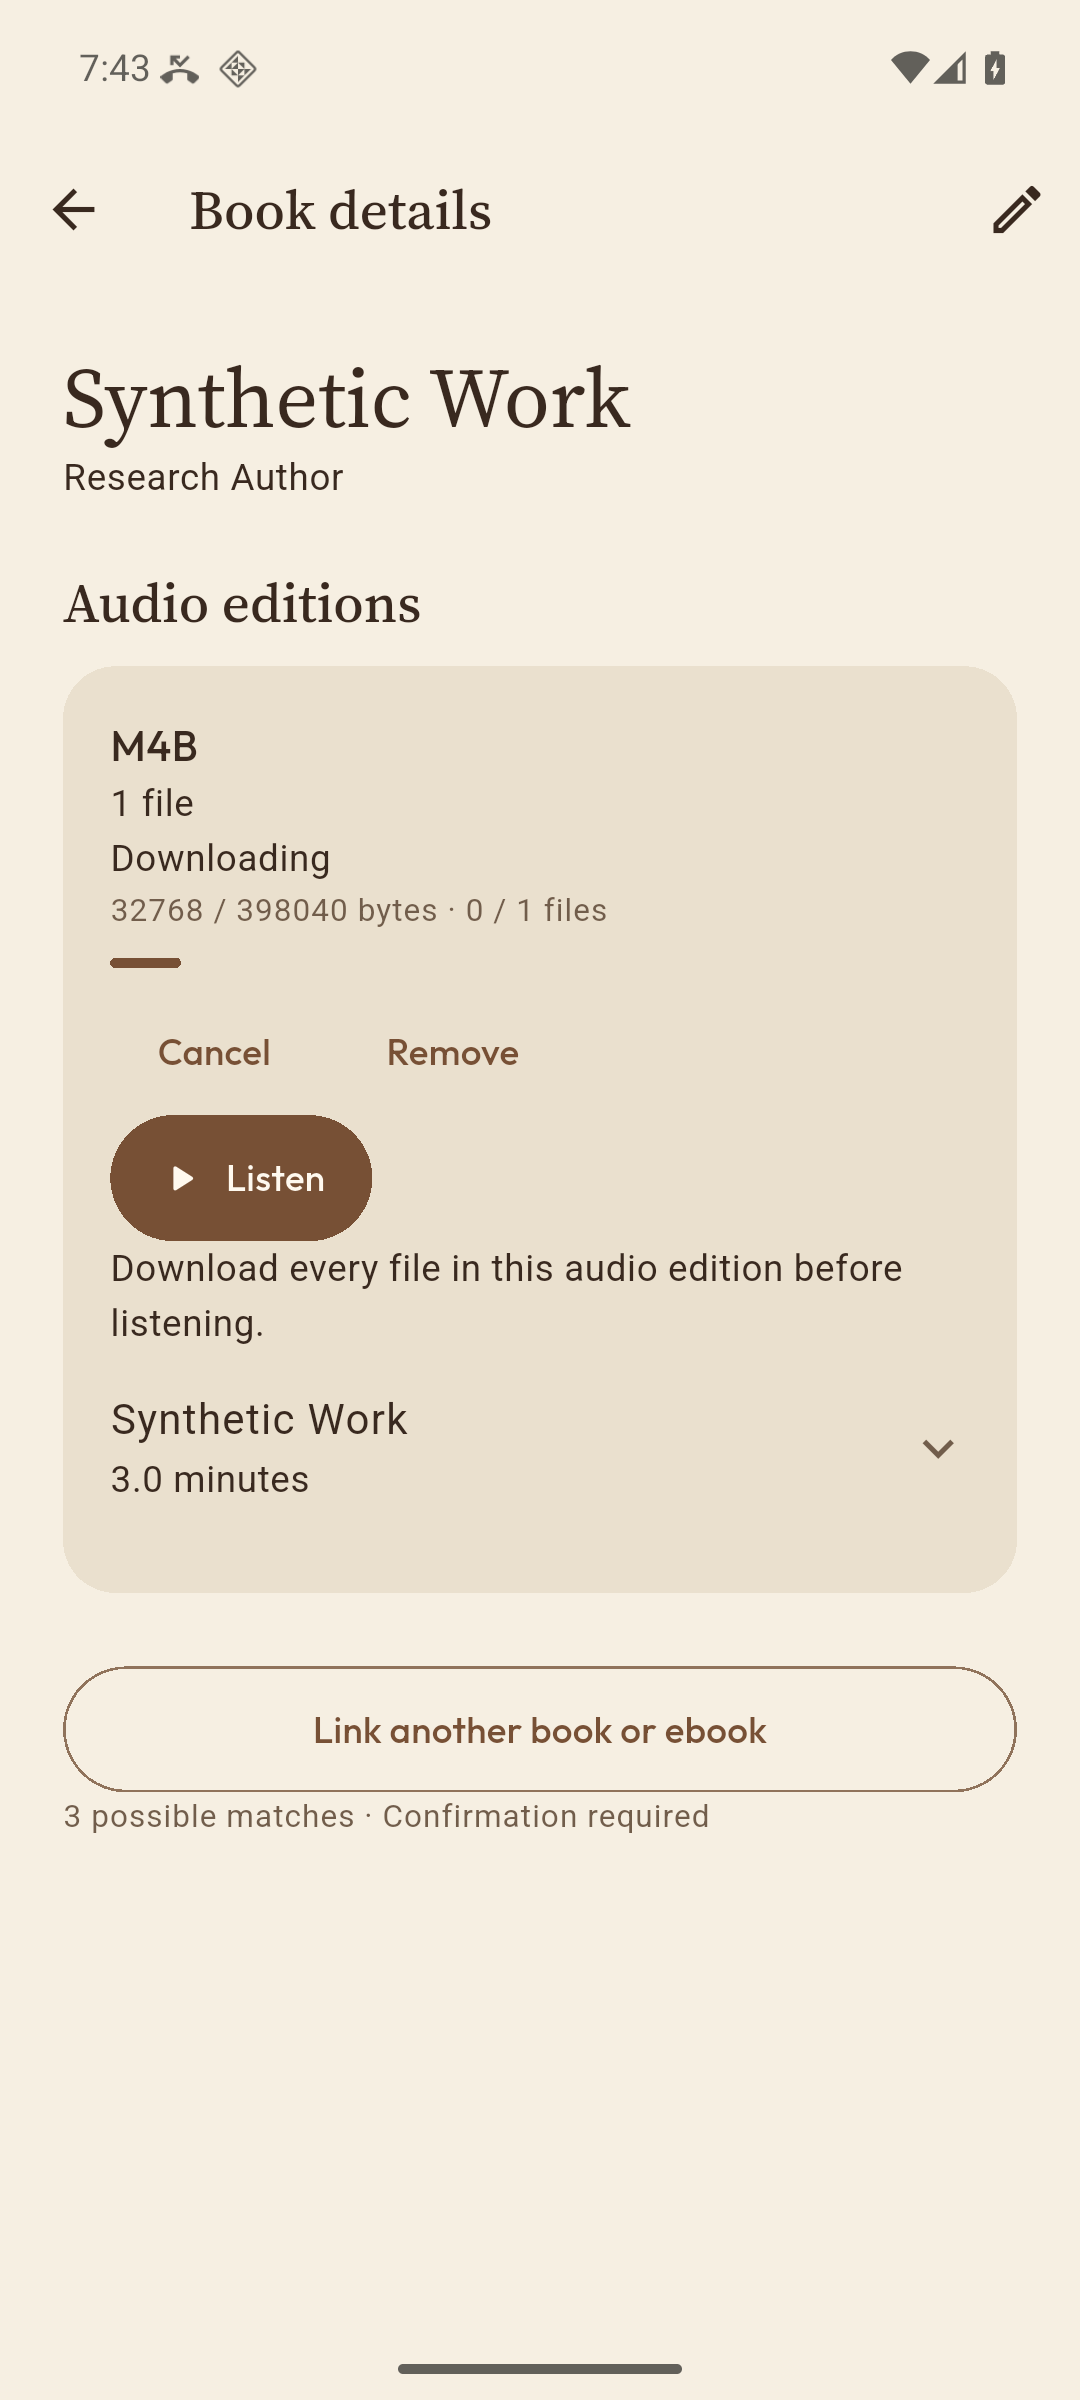 7:43
Book details
Synthetic Work
Research Author
Audio editions
M4B
1 file
Downloading
32768 / 398040 bytes · 0 / 1 files
Cancel Remove
Listen
Download every file in this audio edition before
listening.
Synthetic Work
3.0 minutes
Link another book or ebook
3 possible matches · Confirmation required